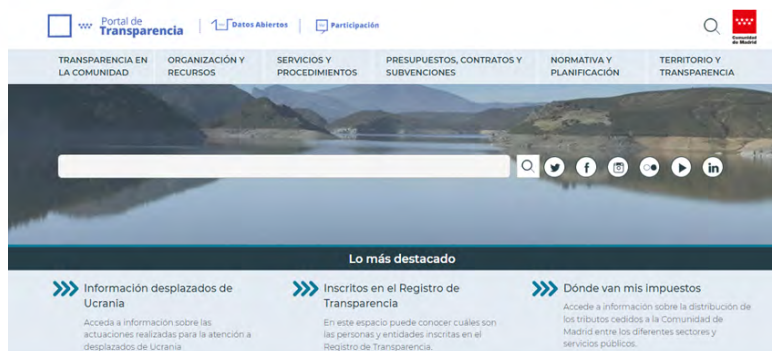 Portal de
Transparencia
Datos Abiertos
Participación
Comunidad
de Madrid
TRANSPARENCIA EN
LA COMUNIDAD
ORGANIZACIÓN Y
RECURSOS
SERVICIOS Y
PROCEDIMIENTOS
PRESUPUESTOS, CONTRATOS Y
SUBVENCIONES
NORMATIVA Y
PLANIFICACIÓN
TERRITORIO Y
TRANSPARENCIA
Lo más destacado
Información desplazados de
Ucrania
Acceda a información sobre las
actuaciones realizadas para la atención a
desplazados de Ucrania
Inscritos en el Registro de
Transparencia
En este espacio puede conocer cuáles son
las personas y entidades inscritas en el
Registro de Transparencia.
Dónde van mis impuestos
Accede a información sobre la distribución de
los tributos cedidos a la Comunidad de
Madrid entre los diferentes sectores y
servicios públicos.